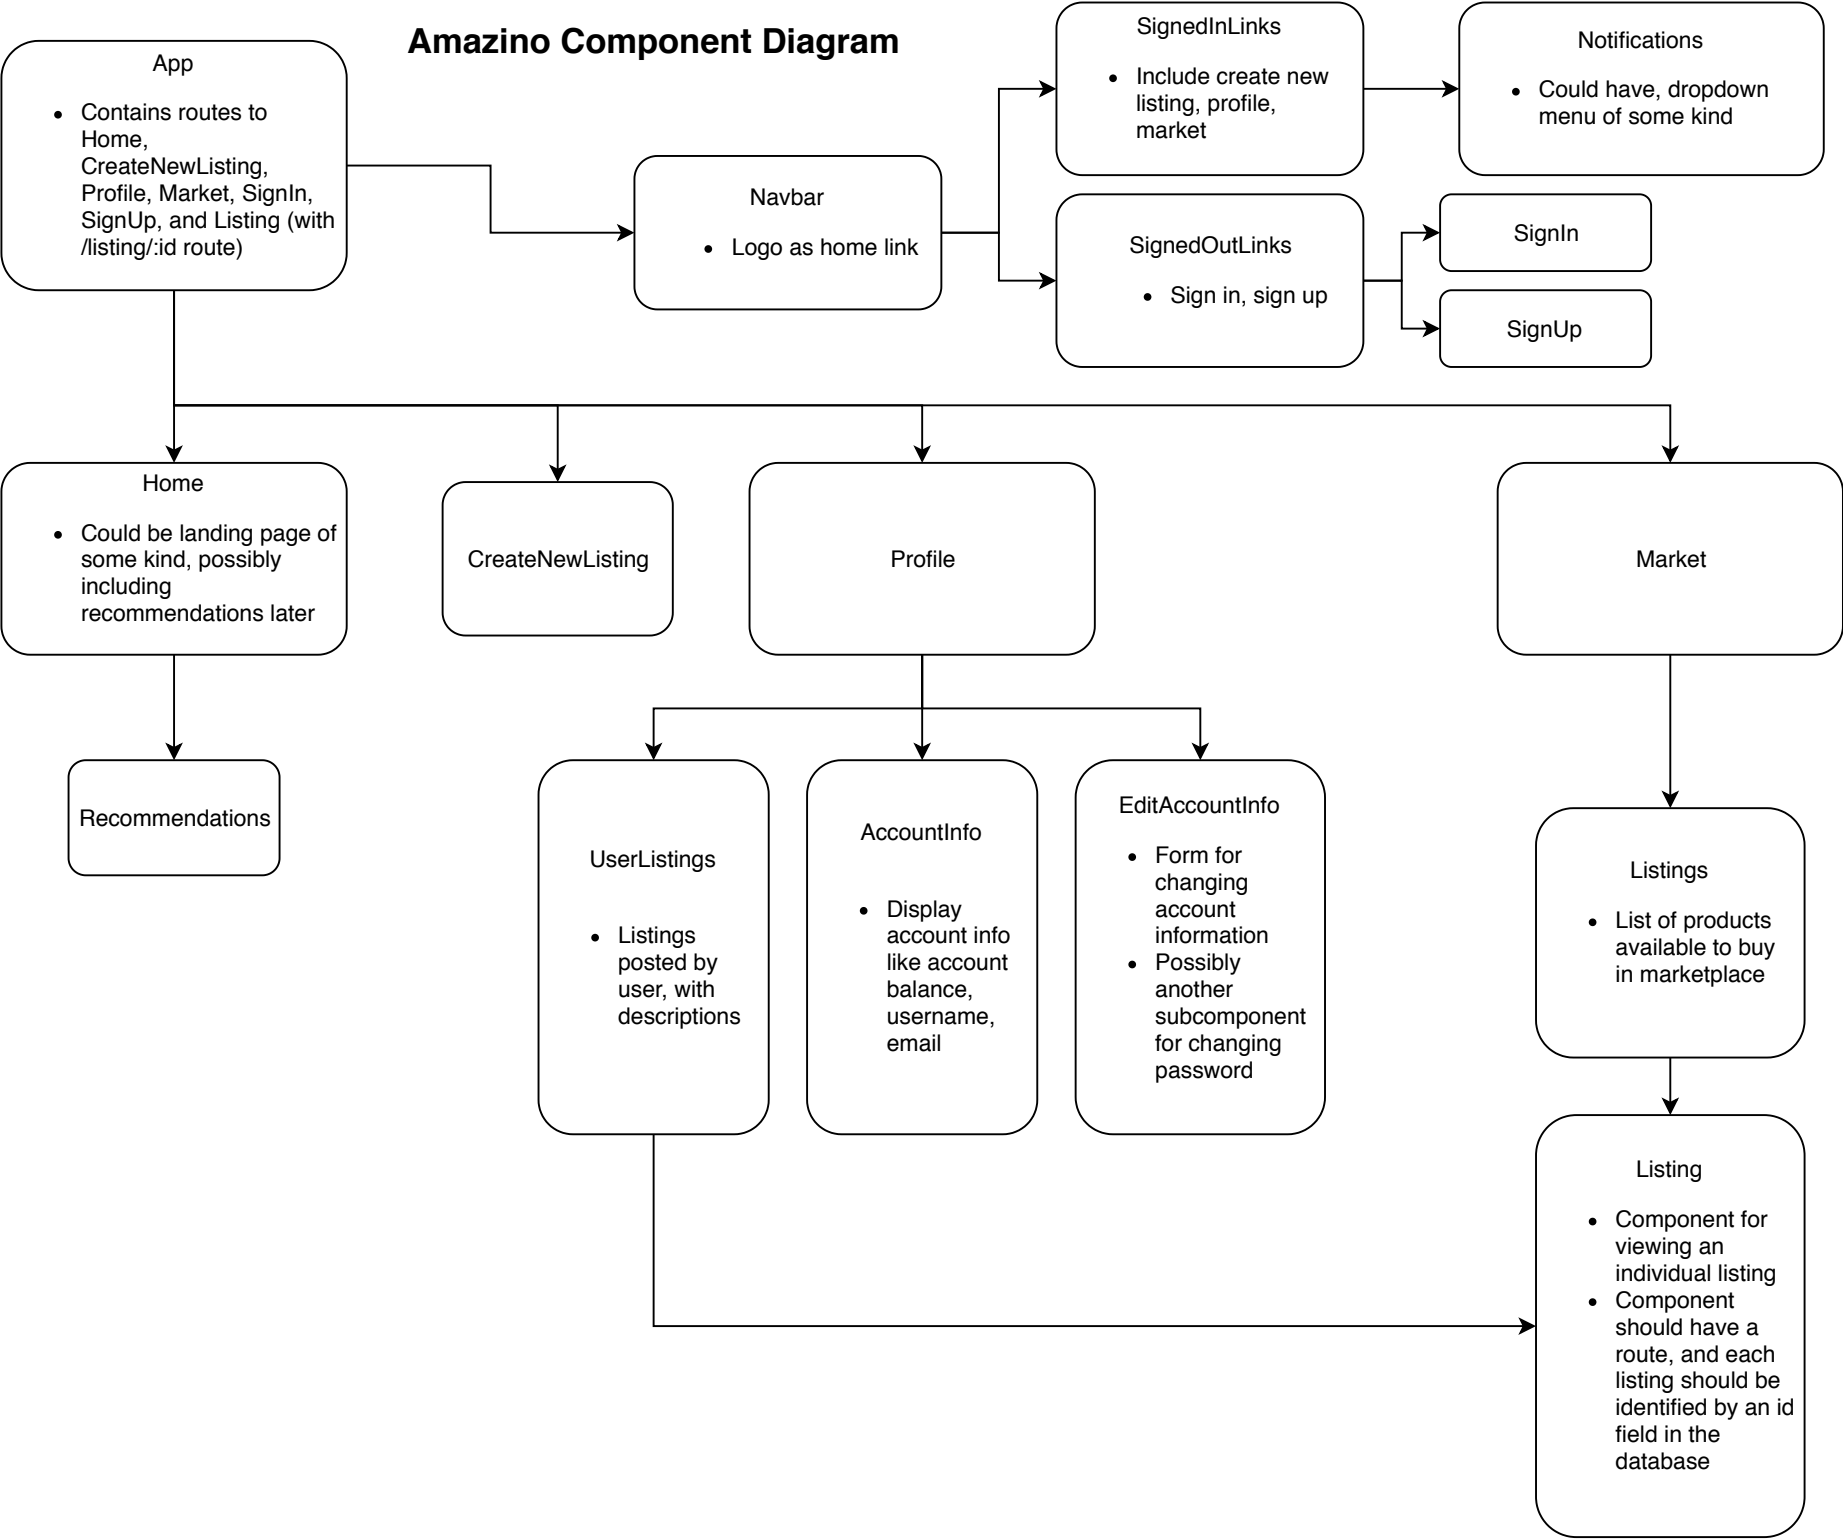 Amazino Component Diagram
App
• Contains routes to
Home,
CreateNewListing,
Profile, Market, SignIn,
SignUp, and Listing (with
/listing/:id route)
Navbar
• Logo as home link
SignedInLinks
• Include create new
listing, profile,
market
Notifications
• Could have, dropdown
menu of some kind
SignedOutLinks
• Sign in, sign up
SignIn
SignUp
Home
• Could be landing page of
some kind, possibly
including
recommendations later
CreateNewListing
Profile
Market
Recommendations
UserListings
• Listings
posted by
user, with
descriptions
AccountInfo
• Display
account info
like account
balance,
username,
email
EditAccountInfo
• Form for
changing
account
information
• Possibly
another
subcomponent
for changing
password
Listings
• List of products
available to buy
in marketplace
Listing
• Component for
viewing an
individual listing
• Component
should have a
route, and each
listing should be
identified by an id
field in the
database